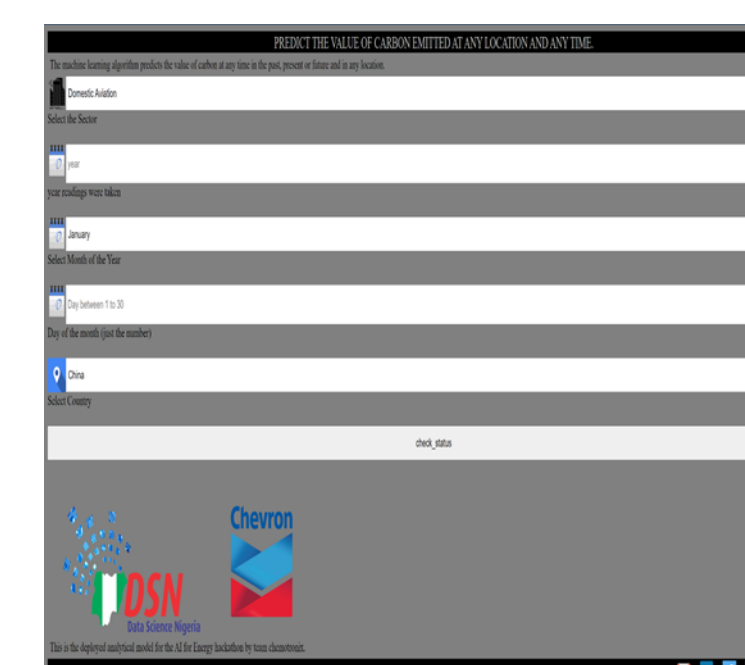 PREDICT THE VALUE OF CARBON EMITTED AT ANY LOCATION AND ANY TIME.
The machine learning algorithm predicts the value of carbon at any time in the past, present or future and in any location.
Domestic Aviation
Select the Sector
year
year readings were taken
January
Select Month of the Year
Day between 1 to 30
Day of the month (just the number)
China
Select Country
check_status
Chevron
DSN
Data Science Nigeria
This is the deployed analytical model for the AI for Energy hackathon by team chemotronix.